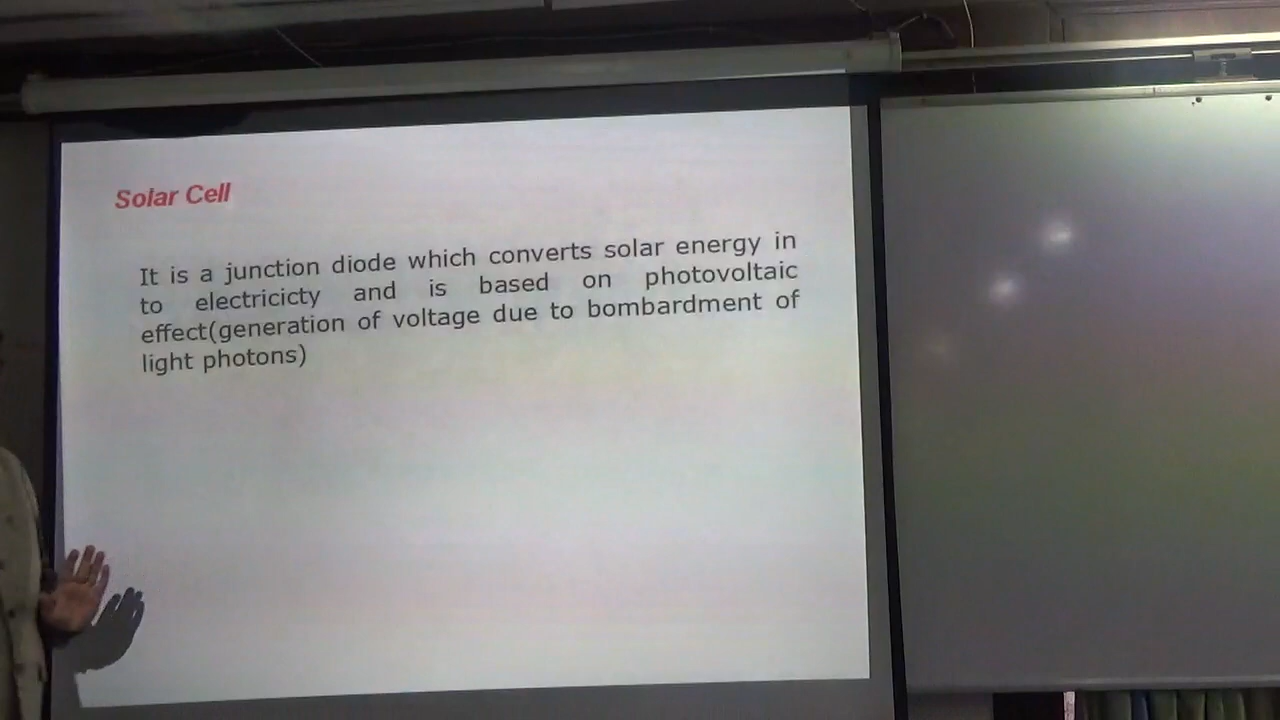 Solar Cell
It is a junction diode which converts solar energy in
to electricicty and is based on photovoltaic
effect(generation of voltage due to bombardment of
light photons)